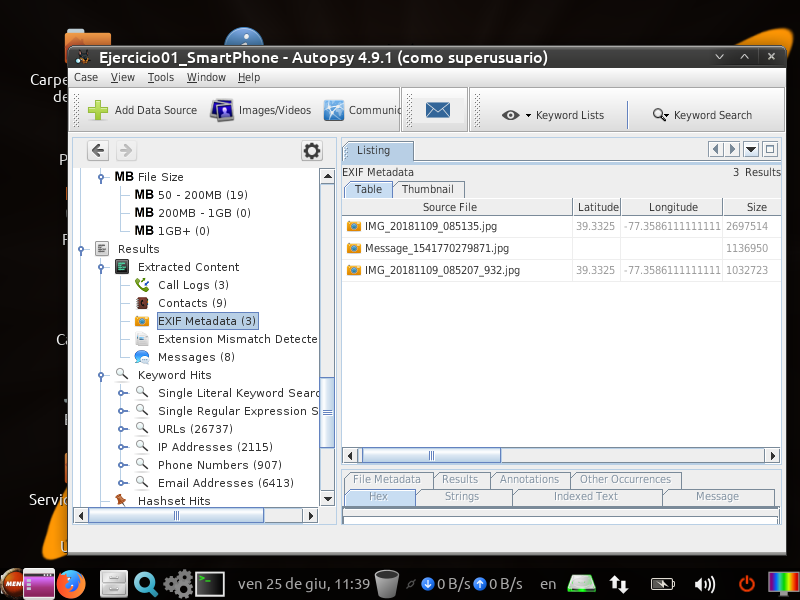 Ejercicio01_SmartPhone - Autopsy 4.9.1 (como superusuario)
Case View Tools Window Help
Add Data Source Images/Videos Communic Keyword Lists Keyword Search
Carpe
de
Listing
EXIF Metadata 3 Results
Table Thumbnail
Source File Latitude Longitude Size
IMG_20181109_085135.jpg 39.3325 -77.3586111111111 2697514
Message_1541770279871.jpg 1136950
IMG_20181109_085207_932.jpg 39.3325 -77.3586111111111 1032723
MB File Size
MB 50 - 200MB (19)
MB 200MB - 1GB (0)
MB 1GB+ (0)
Results
Extracted Content
Call Logs (3)
Contacts (9)
EXIF Metadata (3)
Extension Mismatch Detecte
Messages (8)
Keyword Hits
Single Literal Keyword Searc
Single Regular Expression S
URLs (26737)
IP Addresses (2115)
Phone Numbers (907)
Email Addresses (6413)
Hashset Hits
File Metadata Results Annotations Other Occurrences
Hex Strings Indexed Text Message
Servic
MENU ven 25 de giu, 11:39 0 B/s 0 B/s en